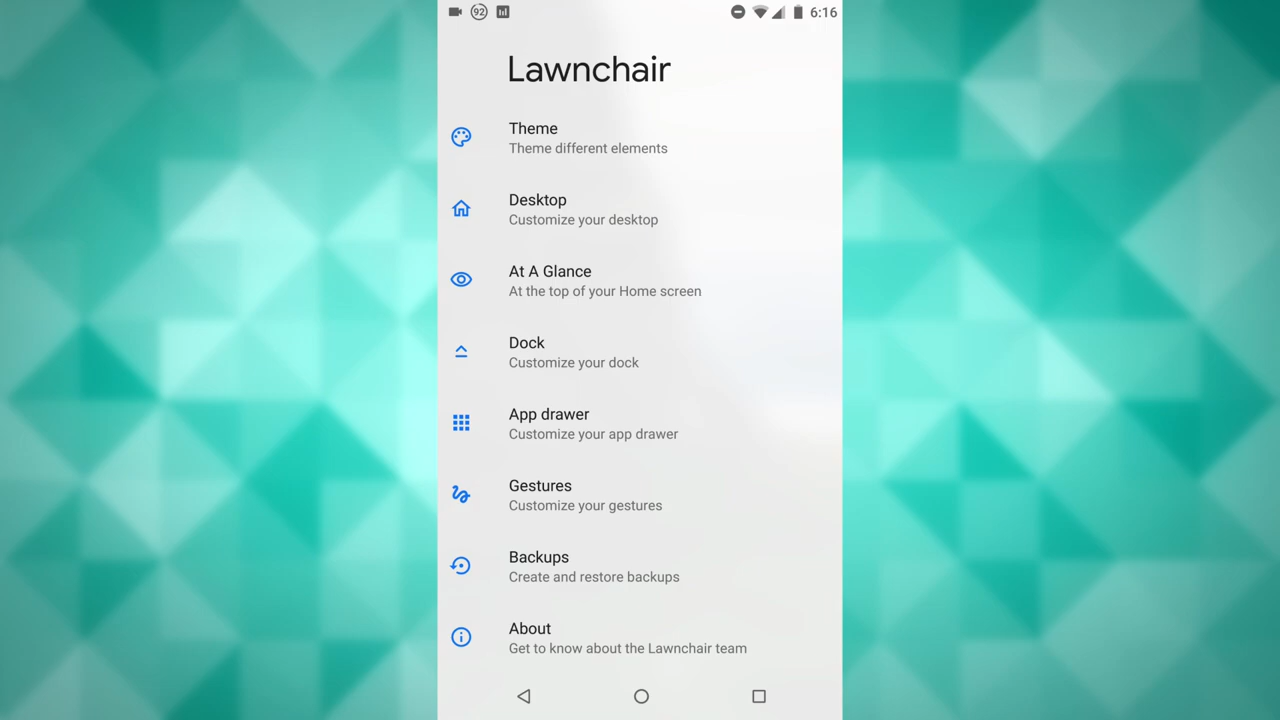 92
6:16
Lawnchair
Theme
Theme different elements
Desktop
Customize your desktop
At A Glance
At the top of your Home screen
Dock
Customize your dock
App drawer
Customize your app drawer
Gestures
Customize your gestures
Backups
Create and restore backups
About
Get to know about the Lawnchair team